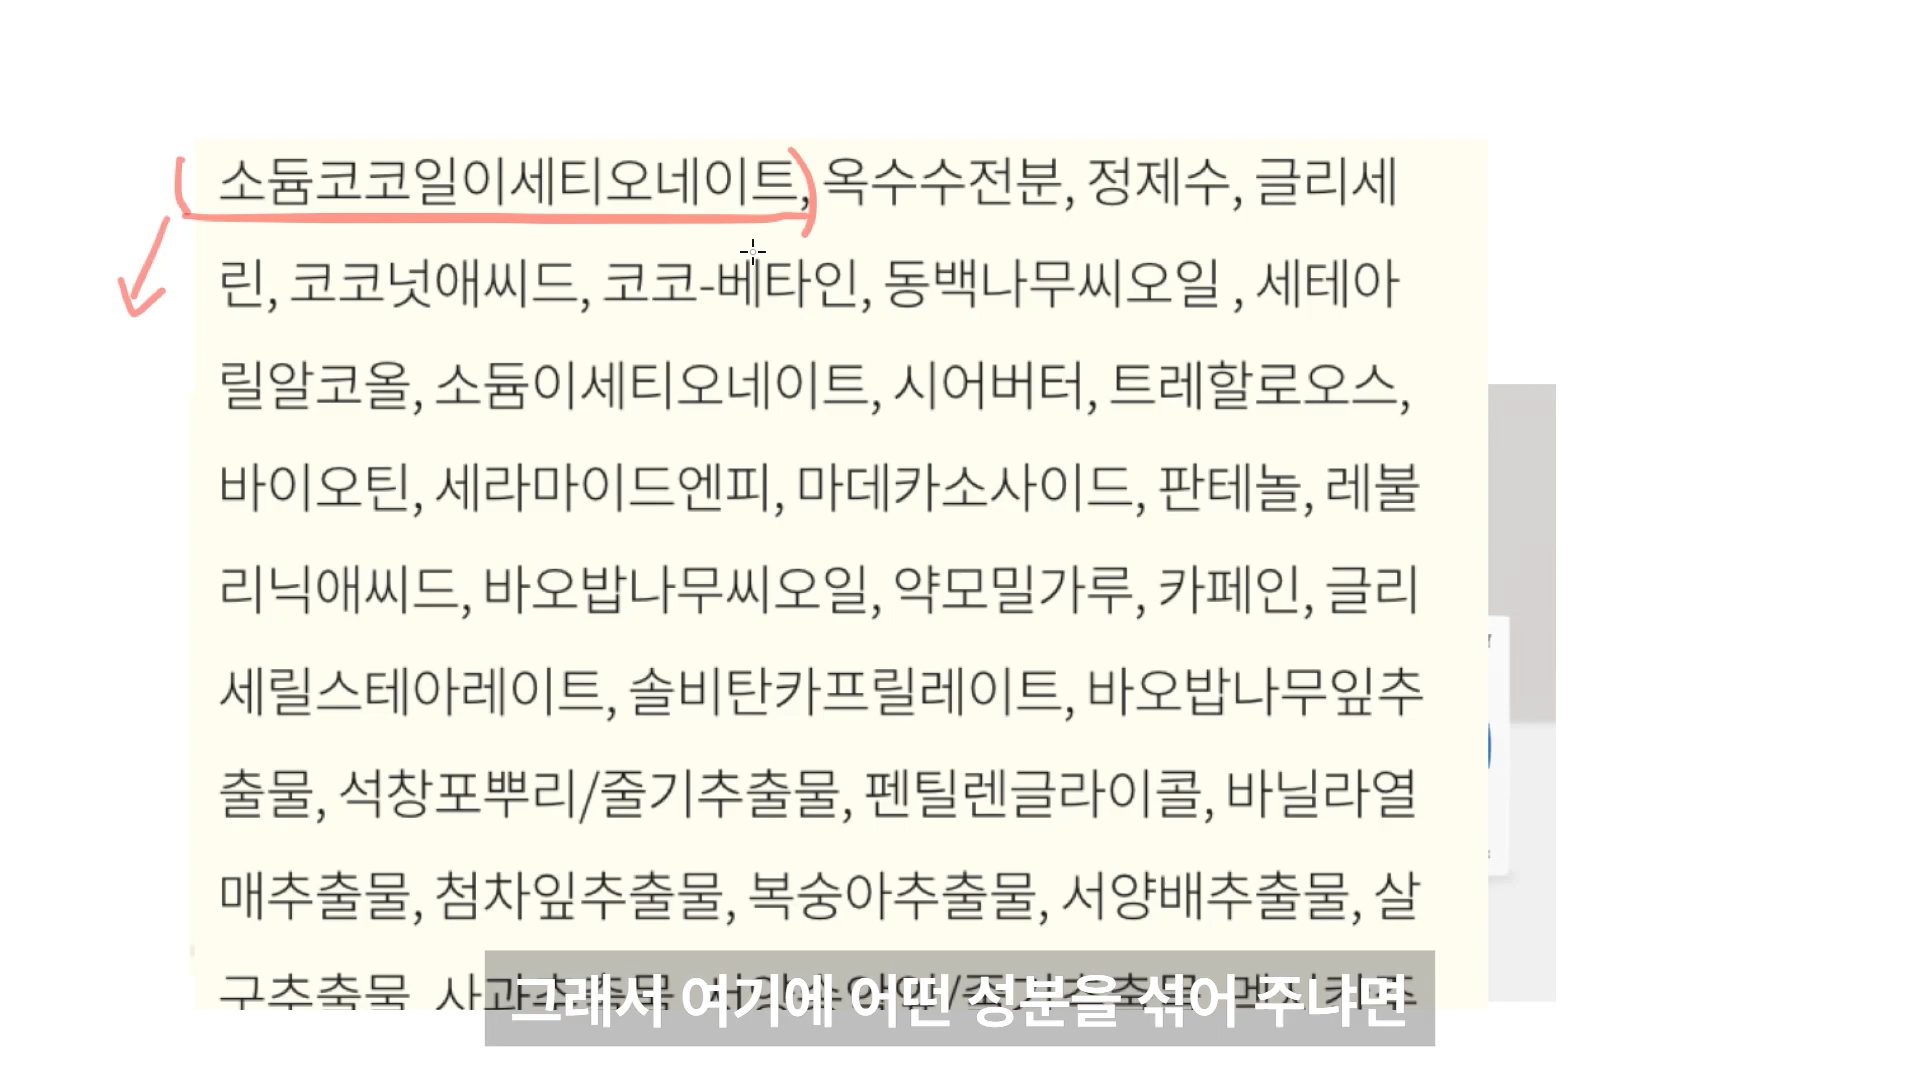 소듐코코일이세티오네이트, 옥수수전분, 정제수, 글리세
린, 코코넛애씨드, 코코-베타인, 동백나무씨오일 , 세테아
릴알코올, 소듐이세티오네이트, 시어버터, 트레할로오스,
바이오틴, 세라마이드엔피, 마데카소사이드, 판테놀, 레불
리닉애씨드, 바오밥나무씨오일, 약모밀가루, 카페인, 글리
세릴스테아레이트, 솔비탄카프릴레이트, 바오밥나무잎추
출물, 석창포뿌리/줄기추출물, 펜틸렌글라이콜, 바닐라열
매추출물, 첨차잎추출물, 복숭아추출물, 서양배추출물, 살
구추출물
그래서 여기에 어떤 성분을 섞어 주냐면